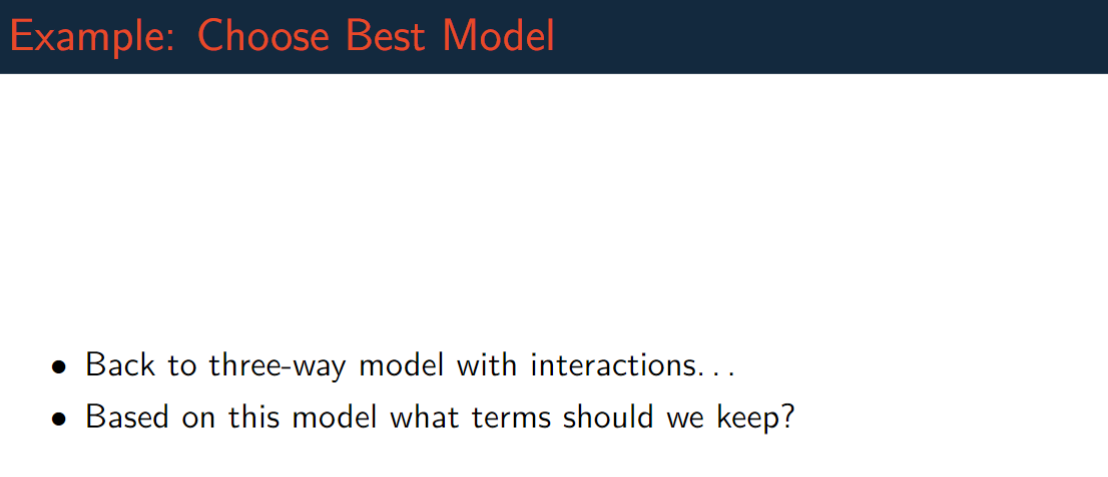 Example: Choose Best Model
• Back to three-way model with interactions. . .
• Based on this model what terms should we keep?